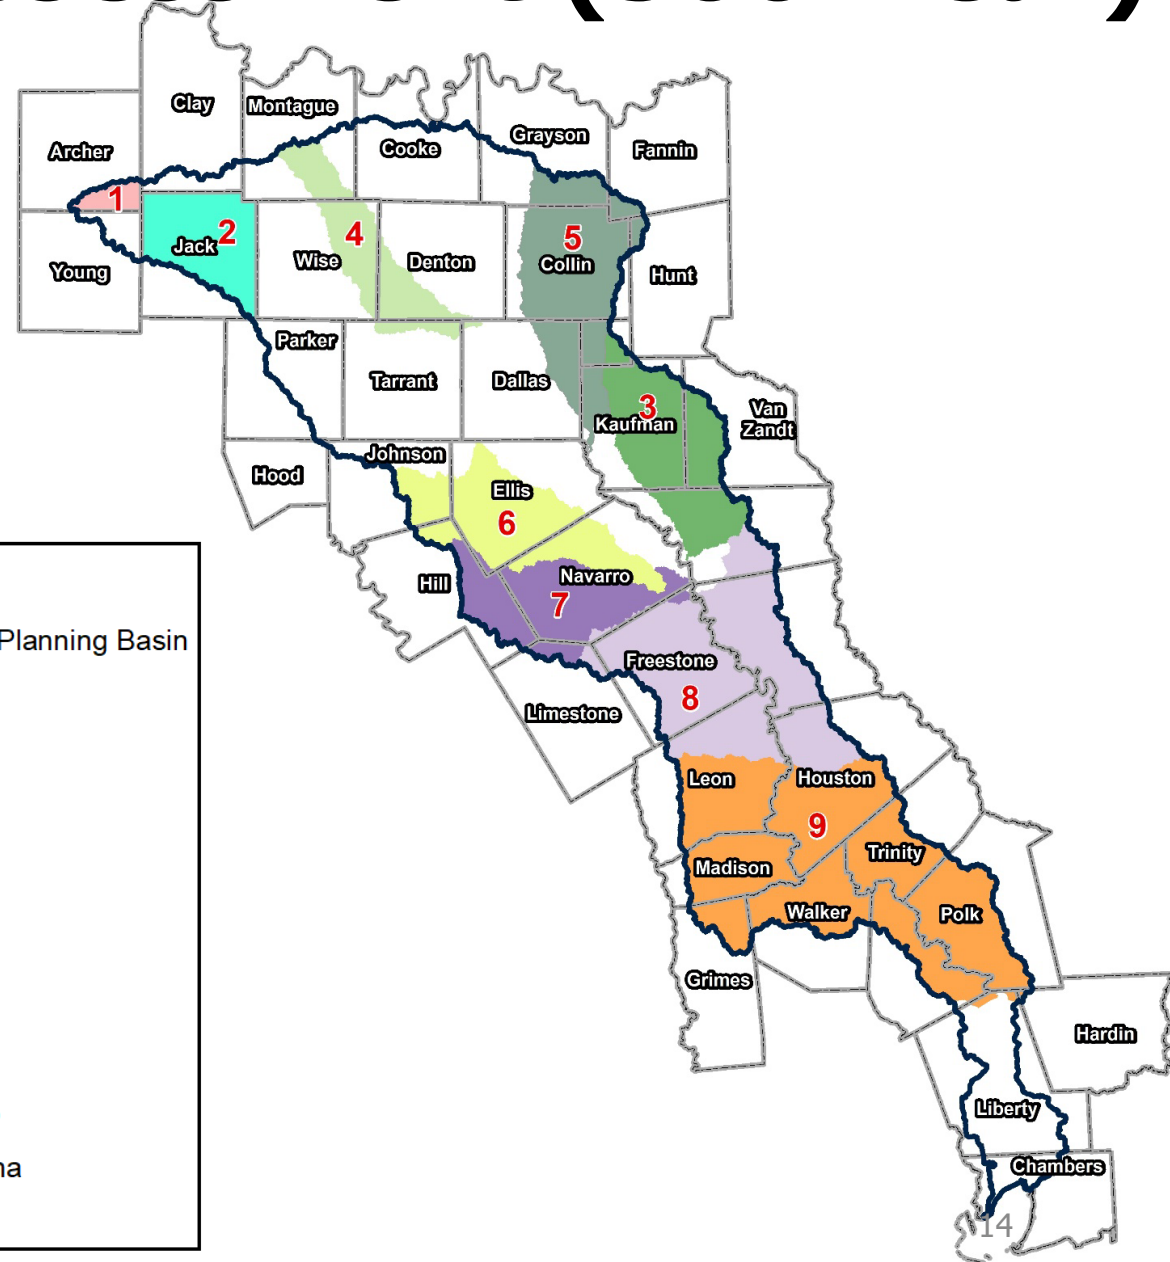 Clay
Montague
Grayson
Cooke
Archer
Fannin
1
2
4
5
Jack
Wise
Denton
Collin
Young
Hunt
Parker
Tarrant
Dallas
3
Kaufman
Van
Zandt
Johnson
Hood
Ellis
6
Hill
Navarro
7
Planning Basin
Freestone
8
Limestone
Leon
Houston
9
Trinity
Madison
Walker
Polk
Grimes
Hardin
Liberty
na
Chambers
14